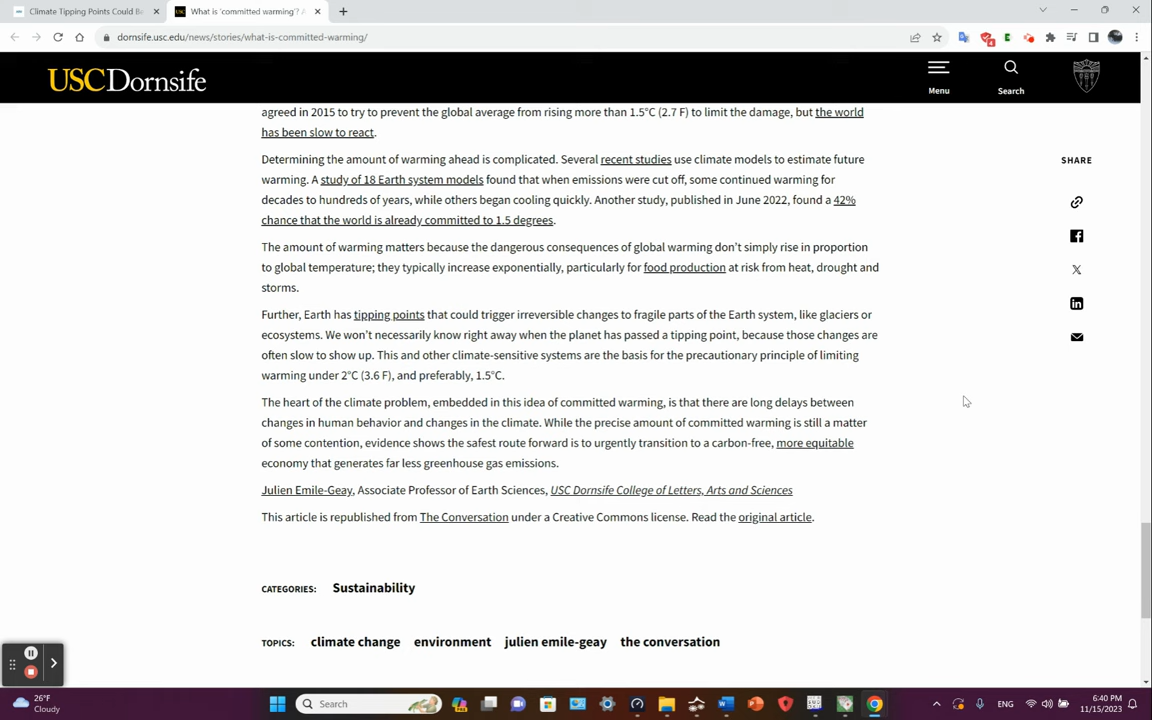 Climate Tipping Points Could Be
What is 'committed warming'? A
dornsife.usc.edu/news/stories/what-is-committed-warming/
4
USCDornsife
Menu
Search
agreed in 2015 to try to prevent the global average from rising more than 1.5°C (2.7 F) to limit the damage, but the world
has been slow to react.
SHARE
Determining the amount of warming ahead is complicated. Several recent studies use climate models to estimate future
warming. A study of 18 Earth system models found that when emissions were cut off, some continued warming for
decades to hundreds of years, while others began cooling quickly. Another study, published in June 2022, found a 42%
chance that the world is already committed to 1.5 degrees.
The amount of warming matters because the dangerous consequences of global warming don't simply rise in proportion
to global temperature; they typically increase exponentially, particularly for food production at risk from heat, drought and
storms.
Further, Earth has tipping points that could trigger irreversible changes to fragile parts of the Earth system, like glaciers or
ecosystems. We won't necessarily know right away when the planet has passed a tipping point, because those changes are
often slow to show up. This and other climate-sensitive systems are the basis for the precautionary principle of limiting
warming under 2°C (3.6 F), and preferably, 1.5°C.
The heart of the climate problem, embedded in this idea of committed warming, is that there are long delays between
changes in human behavior and changes in the climate. While the precise amount of committed warming is still a matter
of some contention, evidence shows the safest route forward is to urgently transition to a carbon-free, more equitable
economy that generates far less greenhouse gas emissions.
Julien Emile-Geay, Associate Professor of Earth Sciences, USC Dornsife College of Letters, Arts and Sciences
This article is republished from The Conversation under a Creative Commons license. Read the original article.
CATEGORIES: Sustainability
TOPICS: climate change environment julien emile-geay the conversation
26°F
Cloudy
Search
ENG
6:40 PM
11/15/2023